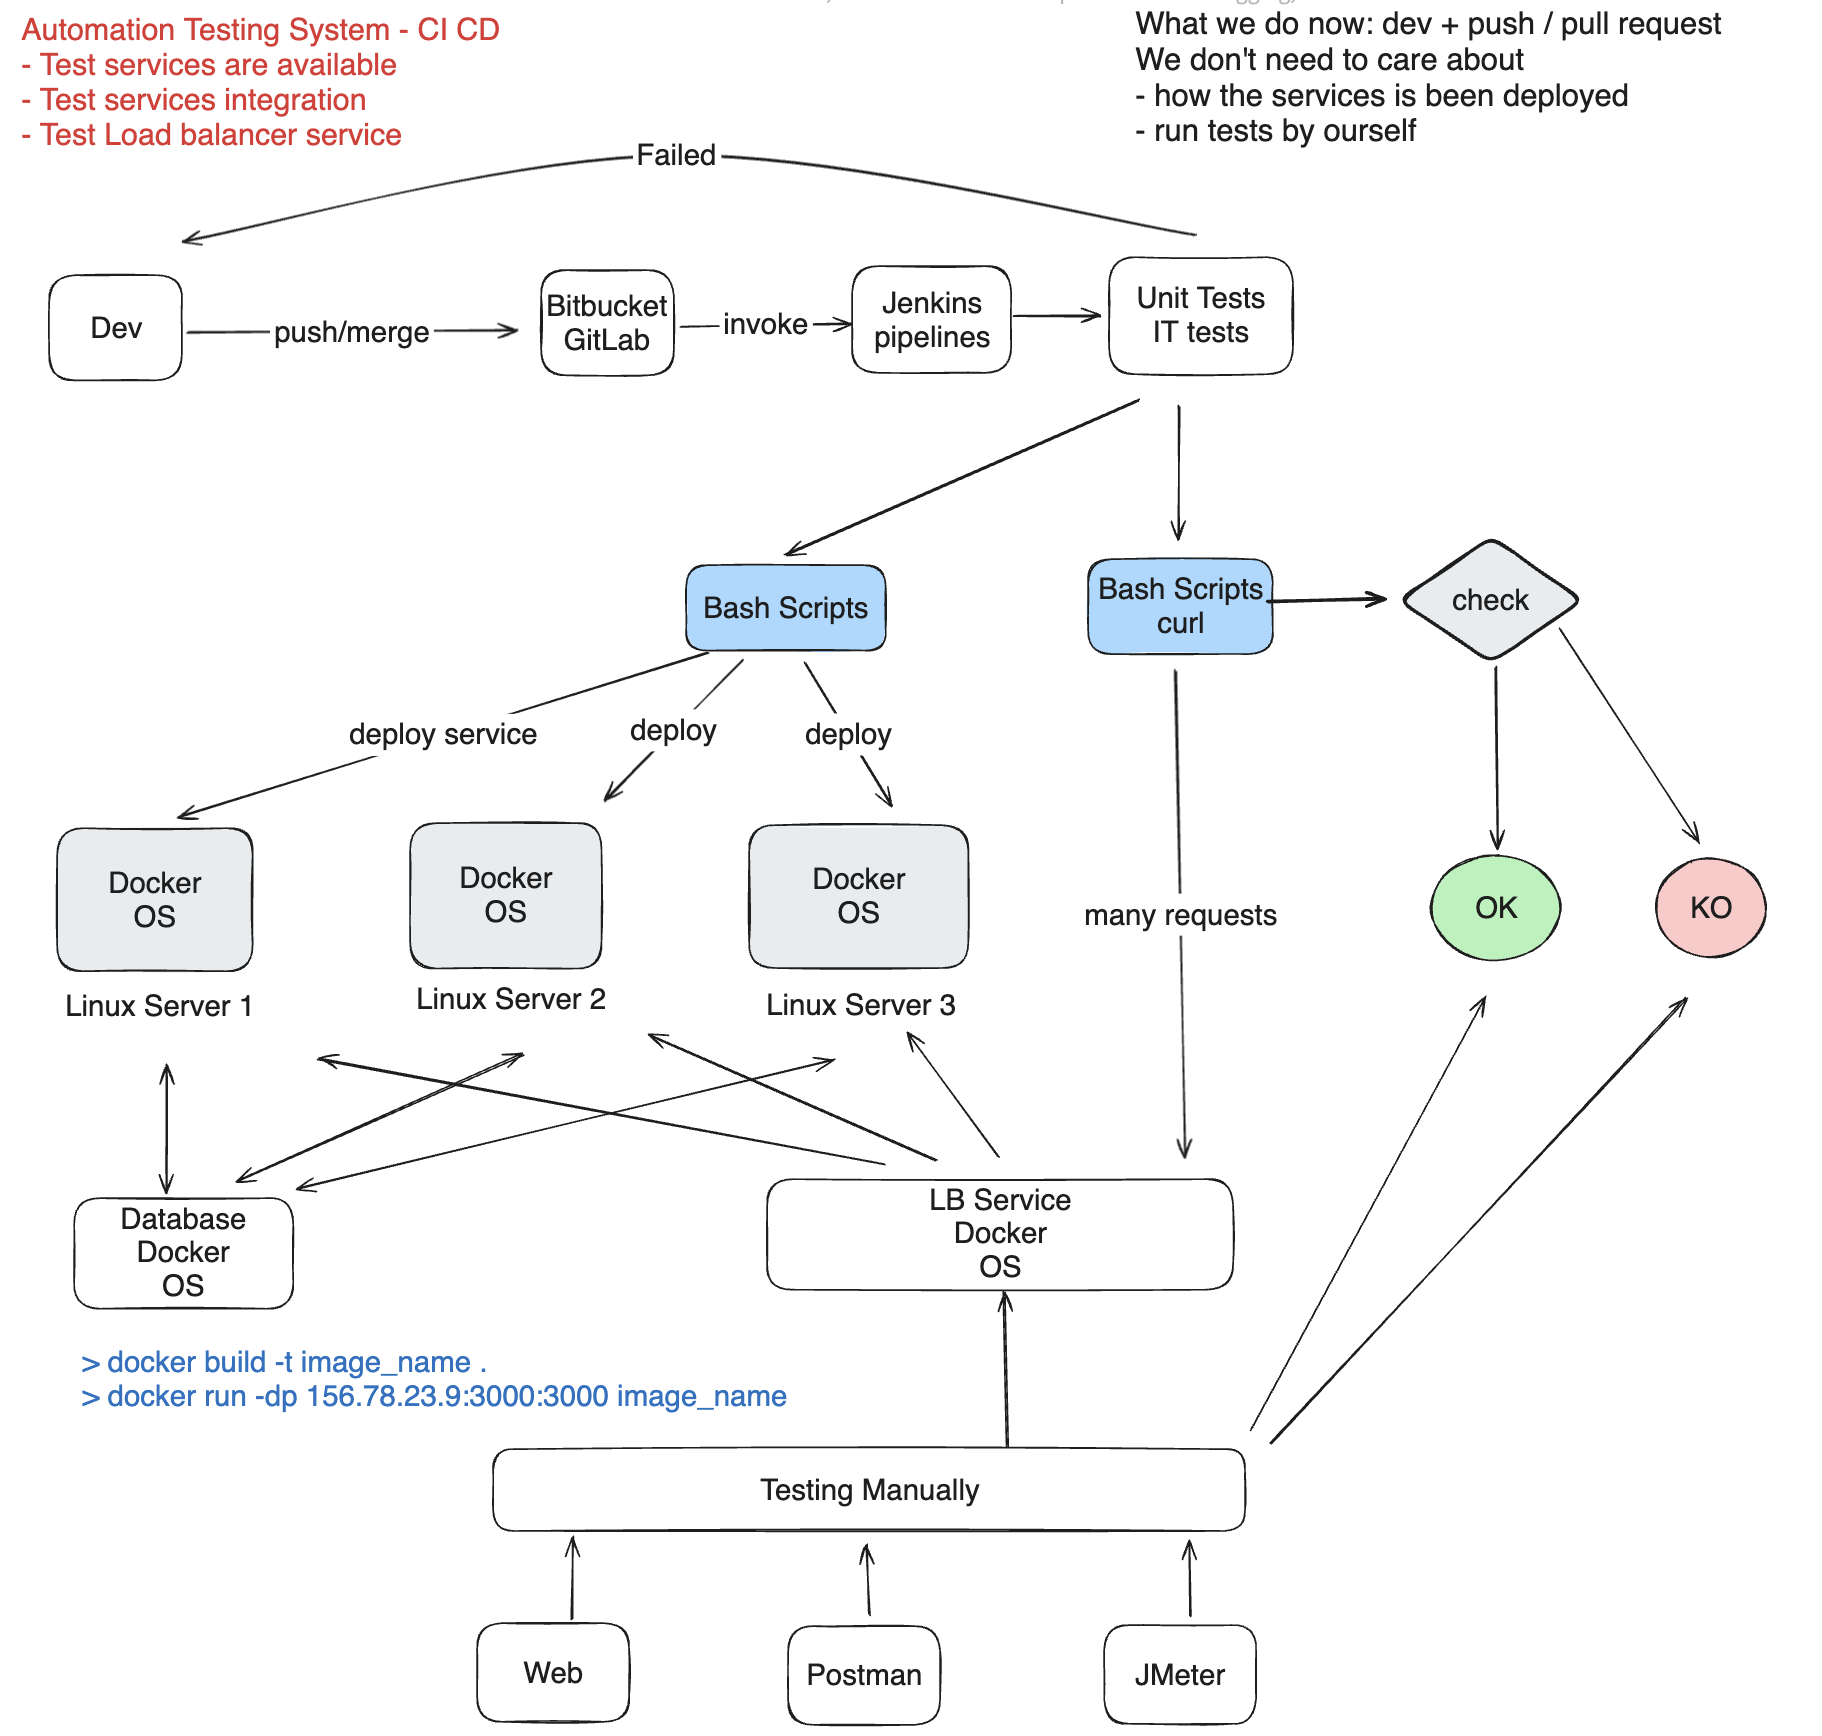 Automation Testing System - CI CD
- Test services are available
- Test services integration
- Test Load balancer service
What we do now: dev + push / pull request
We don't need to care about
- how the services is been deployed
- run tests by ourself
Failed
Dev
push/merge
Bitbucket
GitLab
invoke
Jenkins
pipelines
Unit Tests
IT tests
Bash Scripts
Bash Scripts
curl
check
deploy service
deploy
deploy
Docker
OS
Docker
OS
Docker
OS
many requests
OK
KO
Linux Server 1
Linux Server 2
Linux Server 3
Database
Docker
OS
LB Service
Docker
OS
> docker build -t image_name .
> docker run -dp 156.78.23.9:3000:3000 image_name
Testing Manually
Web
Postman
JMeter